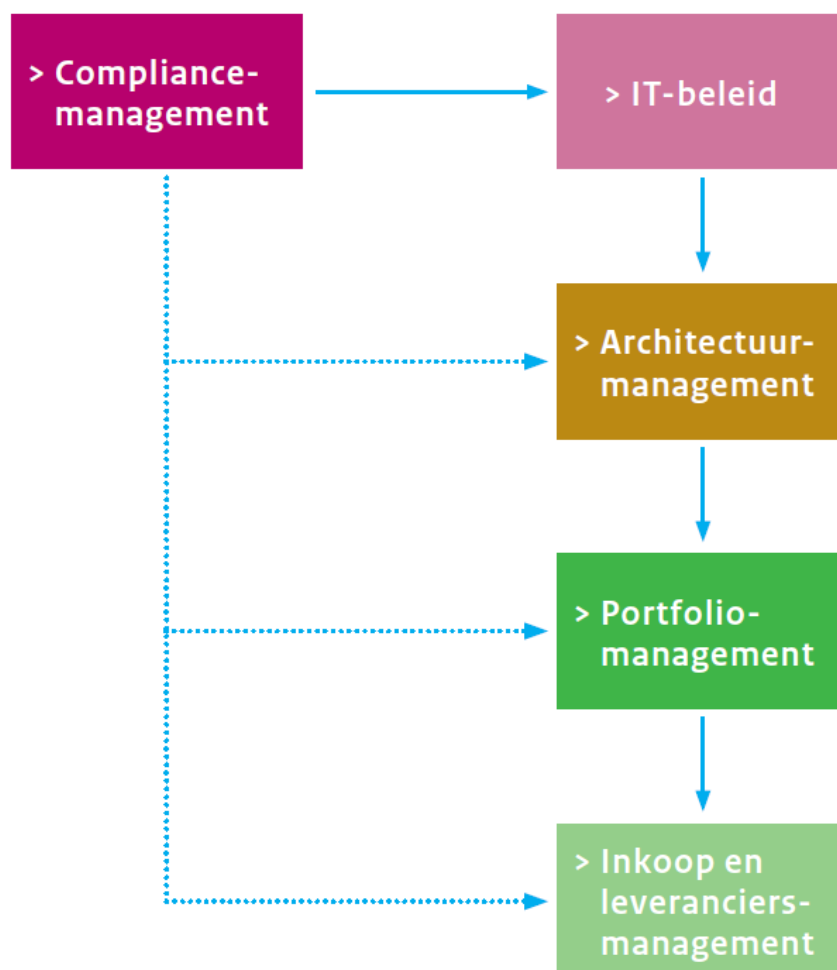 > Compliance-
management
> IT-beleid
> Architectuur-
management
> Portfolio-
management
> Inkoop en
leveranciers-
management